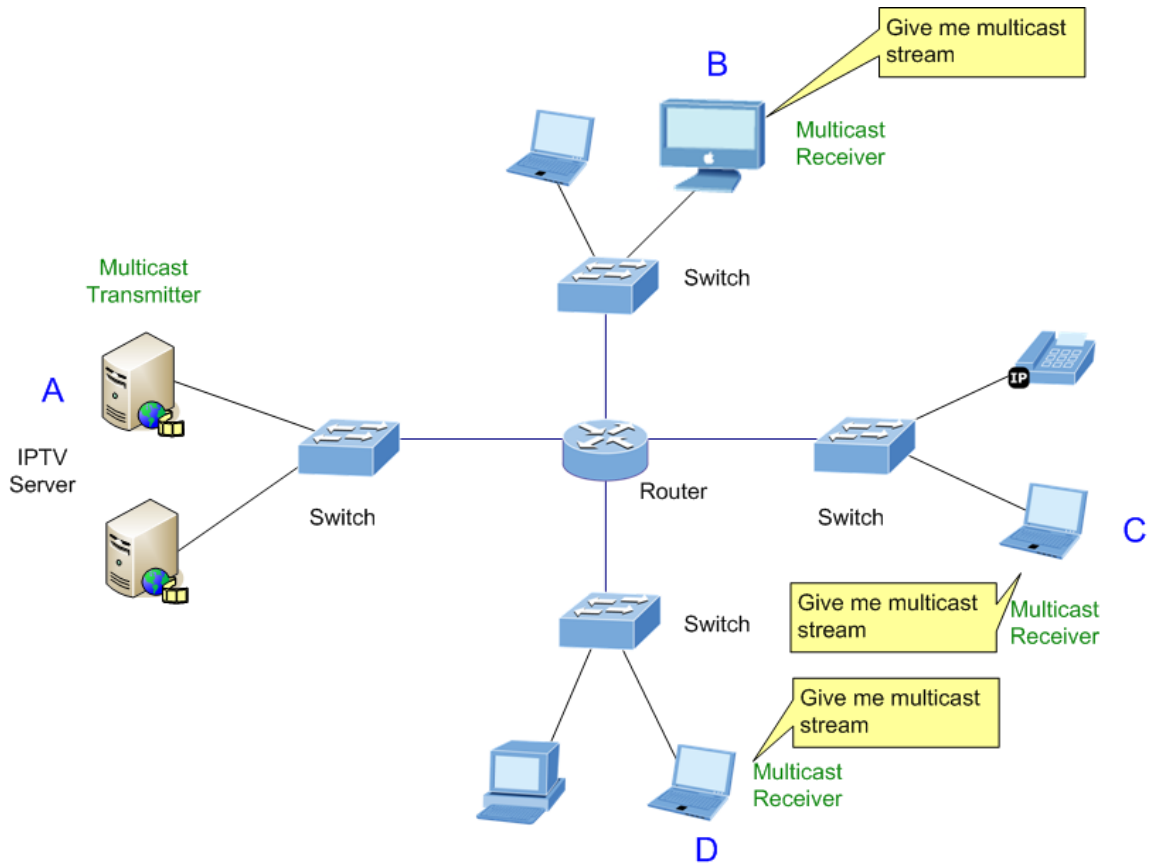 Give me multicast
stream
B
Multicast
Receiver
Switch
Multicast
Transmitter
A
IPTV
Server
Switch
Router
IP
Switch
C
Give me multicast
stream
Multicast
Receiver
Switch
Give me multicast
stream
Multicast
Receiver
D